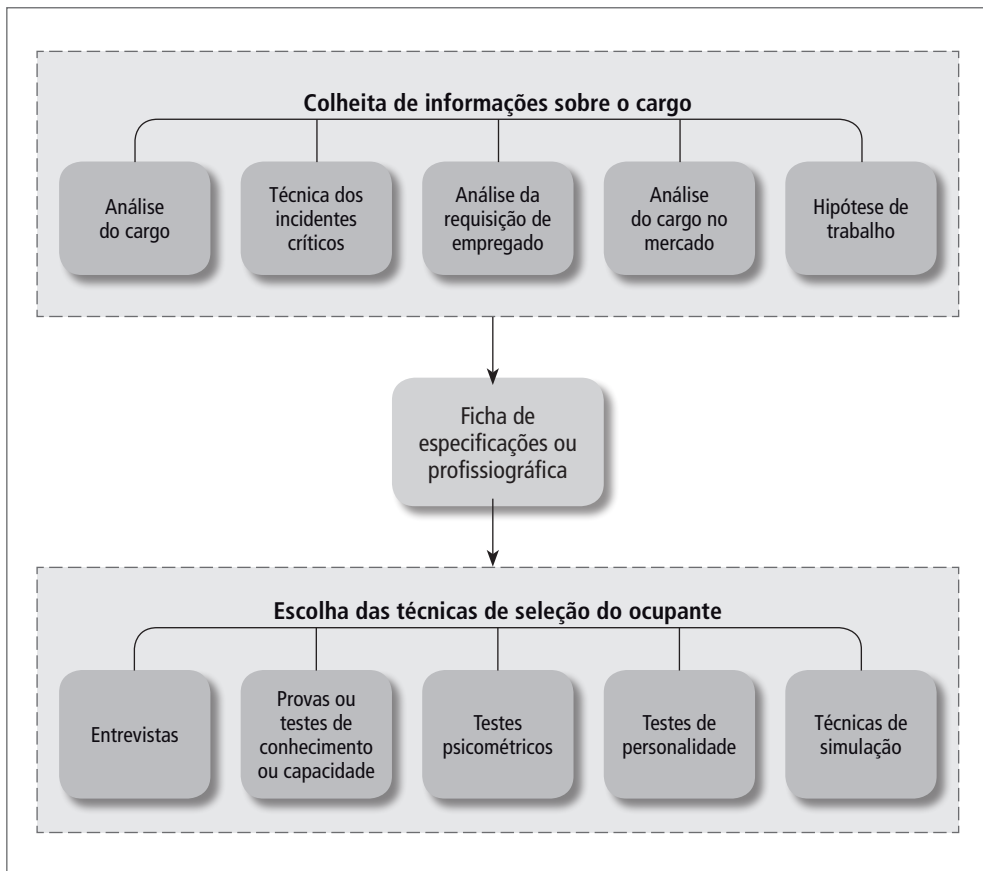 Colheita de informações sobre o cargo
Análise
do cargo
Técnica dos
incidentes
críticos
Análise da
requisição de
empregado
Análise
do cargo no
mercado
Hipótese de
trabalho
Ficha de
especificações ou
profissiográfica
Escolha das técnicas de seleção do ocupante
Entrevistas
Provas ou
testes de
conhecimento
ou capacidade
Testes
psicométricos
Testes de
personalidade
Técnicas de
simulação